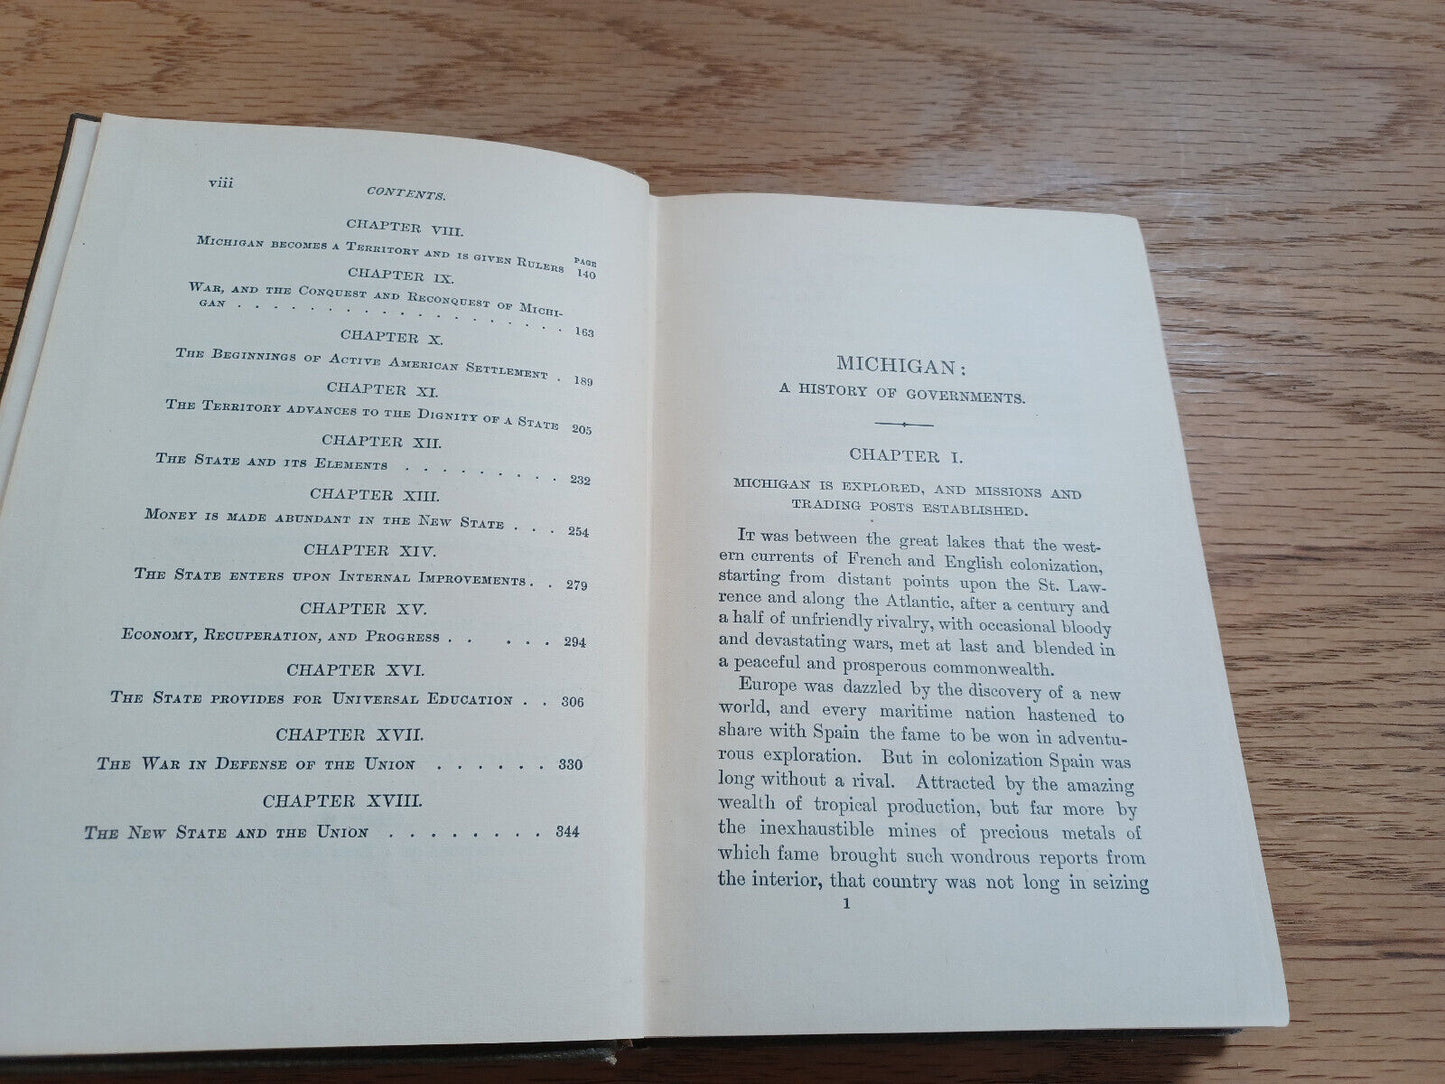 viii
CONTENTS.
CHAPTER VIII.
PAGE
MICHIGAN BECOMES A TERRITORY AND IS GIVEN RULERS 140
CHAPTER IX.
WAR, AND THE CONQUEST AND RECONQUEST OF MICHI-
GAN . . . . . . . . . . . . . . . . . . 163
CHAPTER X.
THE BEGINNINGS OF ACTIVE AMERICAN SETTLEMENT . 189
CHAPTER XI.
THE TERRITORY ADVANCES TO THE DIGNITY OF A STATE 205
CHAPTER XII.
THE STATE AND ITS ELEMENTS . . . . . . . . . 232
CHAPTER XIII.
MONEY IS MADE ABUNDANT IN THE NEW STATE . . . 254
CHAPTER XIV.
THE STATE ENTERS UPON INTERNAL IMPROVEMENTS . . 279
CHAPTER XV.
ECONOMY, RECUPERATION, AND PROGRESS . . . . . . 294
CHAPTER XVI.
THE STATE PROVIDES FOR UNIVERSAL EDUCATION . . 306
CHAPTER XVII.
THE WAR IN DEFENSE OF THE UNION . . . . . . 330
CHAPTER XVIII.
THE NEW STATE AND THE UNION . . . . . . . . 344
MICHIGAN:
A HISTORY OF GOVERNMENTS.
CHAPTER I.
MICHIGAN IS EXPLORED, AND MISSIONS AND
TRADING POSTS ESTABLISHED.
IT was between the great lakes that the west-
ern currents of French and English colonization,
starting from distant points upon the St. Law-
rence and along the Atlantic, after a century and
a half of unfriendly rivalry, with occasional bloody
and devastating wars, met at last and blended in
a peaceful and prosperous commonwealth.
Europe was dazzled by the discovery of a new
world, and every maritime nation hastened to
share with Spain the fame to be won in adventu-
rous exploration. But in colonization Spain was
long without a rival. Attracted by the amazing
wealth of tropical production, but far more by
the inexhaustible mines of precious metals of
which fame brought such wondrous reports from
the interior, that country was not long in seizing
1